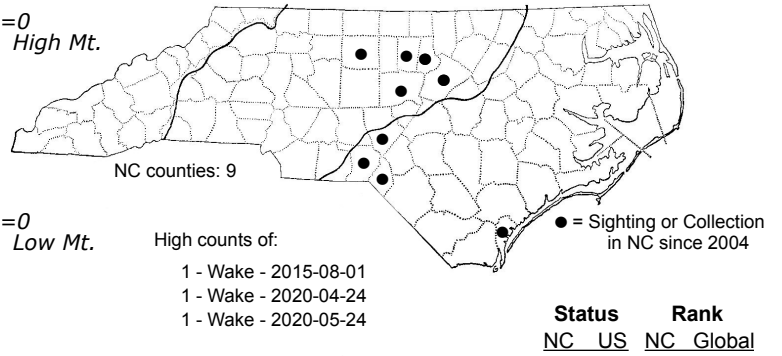 =0
High Mt.
NC counties: 9
=0
Low Mt.
High counts of:
1 - Wake - 2015-08-01
1 - Wake - 2020-04-24
1 - Wake - 2020-05-24
● = Sighting or Collection
in NC since 2004
Status Rank
NC US NC Global